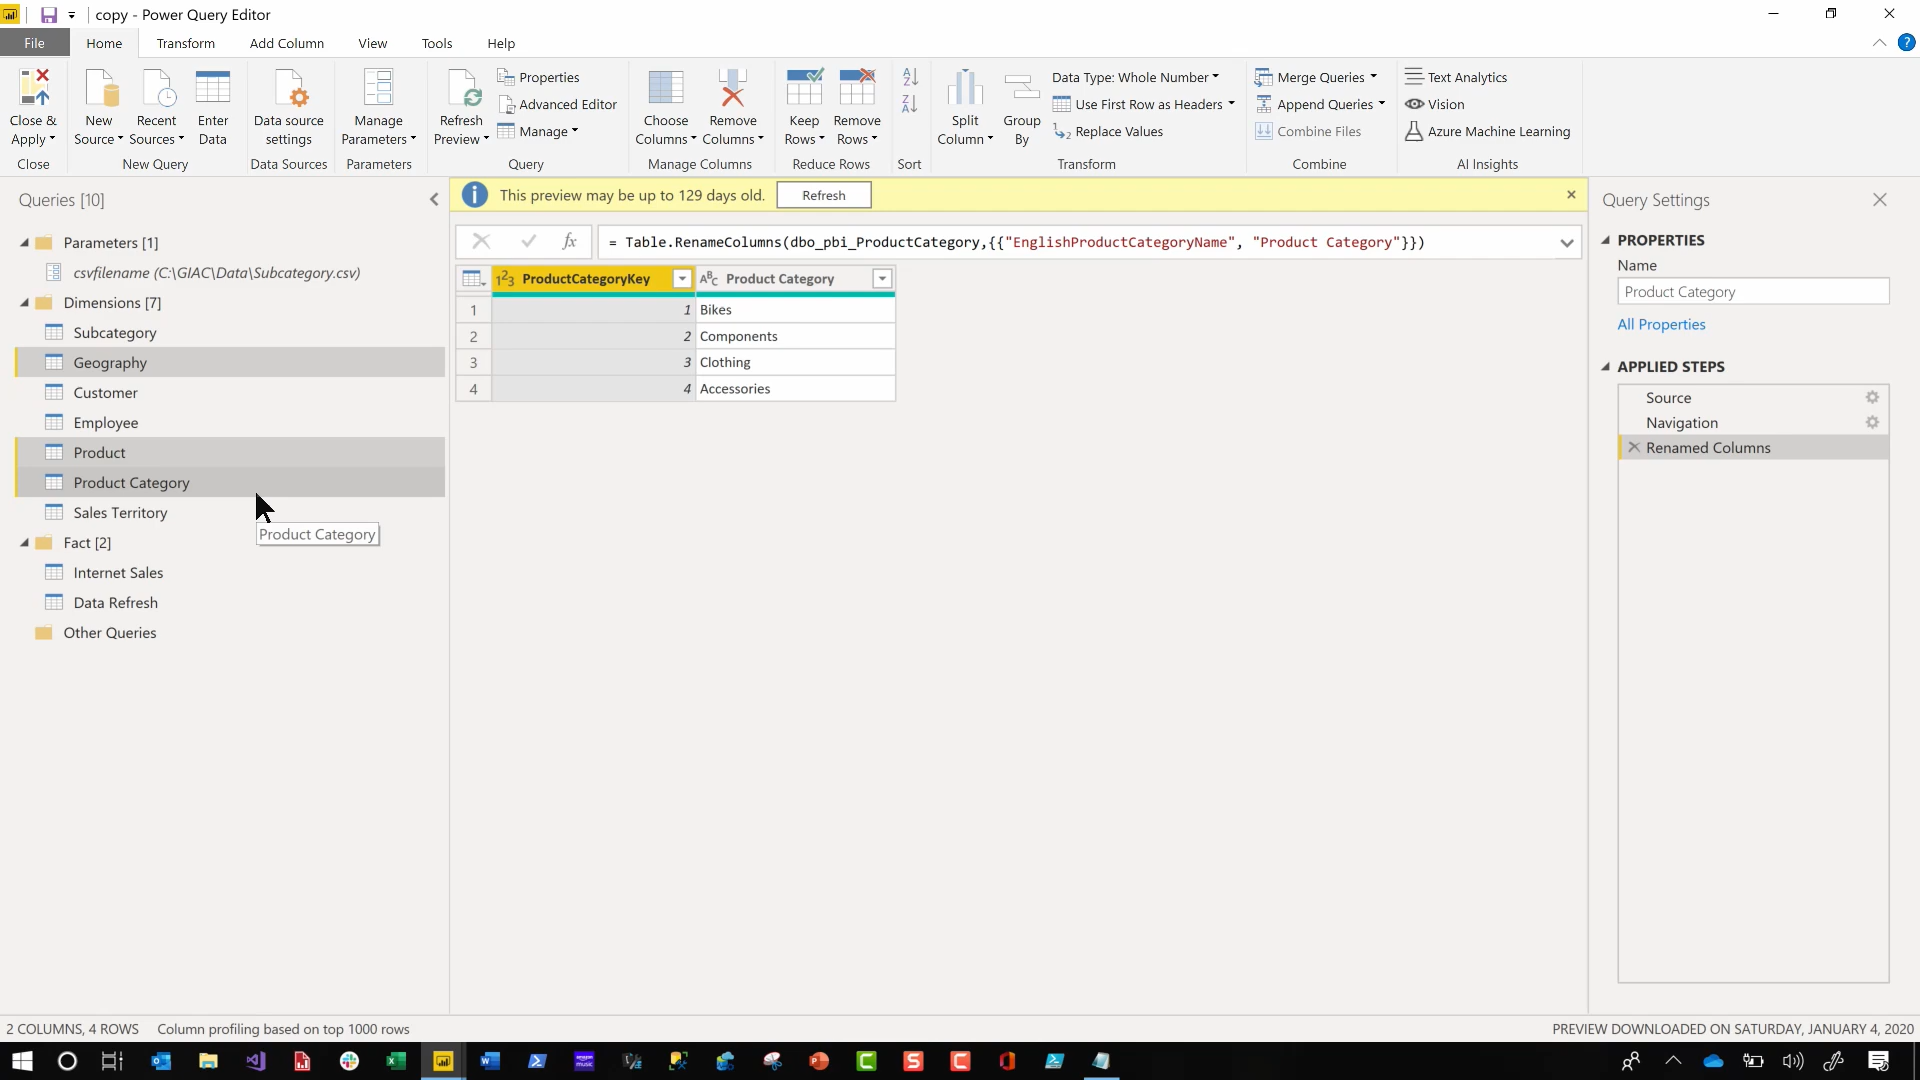 copy - Power Query Editor
File Home Transform Add Column View Tools Help
Close & Apply
New Source
Recent Sources
Enter Data
Data source settings
Manage Parameters
Refresh Preview
Properties
Advanced Editor
Manage
Choose Columns
Remove Columns
Keep Rows
Remove Rows
Split Column
Group By
Data Type: Whole Number
Use First Row as Headers
Replace Values
Merge Queries
Append Queries
Combine Files
Text Analytics
Vision
Azure Machine Learning
Close New Query Data Sources Parameters Query Manage Columns Reduce Rows Sort Transform Combine AI Insights
Queries [10]
Parameters [1]
csvfilename (C:\GIAC\Data\Subcategory.csv)
Dimensions [7]
Subcategory
Geography
Customer
Employee
Product
Product Category
Sales Territory
Product Category
Fact [2]
Internet Sales
Data Refresh
Other Queries
This preview may be up to 129 days old. Refresh
fx = Table.RenameColumns(dbo_pbi_ProductCategory,{{"EnglishProductCategoryName", "Product Category"}})
123 ProductCategoryKey ABC Product Category
1 1 Bikes
2 2 Components
3 3 Clothing
4 4 Accessories
Query Settings
PROPERTIES
Name
Product Category
All Properties
APPLIED STEPS
Source
Navigation
Renamed Columns
2 COLUMNS, 4 ROWS Column profiling based on top 1000 rows
PREVIEW DOWNLOADED ON SATURDAY, JANUARY 4, 2020